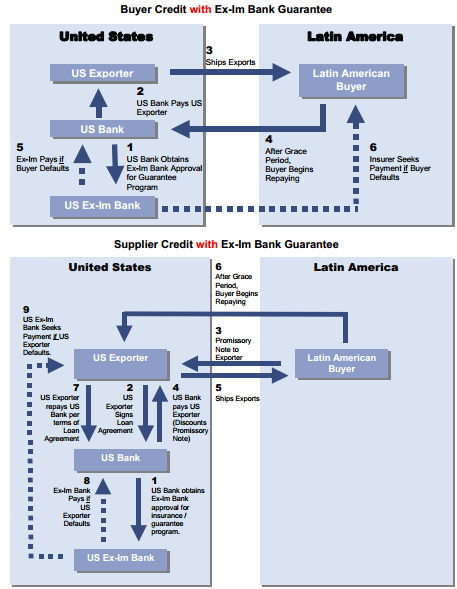 Buyer Credit with Ex-Im Bank Guarantee
United States
Latin America
3
Ships Exports
US Exporter
Latin American
Buyer
2
US Bank Pays US
Exporter
US Bank
5
Ex-Im Pays if
Buyer Defaults
1
US Bank Obtains
Ex-Im Bank Approval
for Guarantee
Program
4
After Grace
Period,
Buyer Begins
Repaying
6
Insurer Seeks
Payment if Buyer
Defaults
US Ex-Im Bank
Supplier Credit with Ex-Im Bank Guarantee
United States
Latin America
6
After Grace
Period,
Buyer Begins
Repaying
9
US Ex-Im
Bank Seeks
Payment if US
Exporter
Defaults.
3
Promissory
Note to
Exporter
US Exporter
Latin American
Buyer
5
Ships Exports
7
US Exporter
repays US
Bank per
terms of
Loan
Agreement
2
US
Exporter
Signs
Loan
Agreement
4
US Bank
pays US
Exporter
(Discounts
Promissory
Note)
US Bank
8
Ex-Im Bank
Pays if
US
Exporter
Defaults
1
US Bank obtains
Ex-Im Bank
approval for
insurance /
guarantee
program.
US Ex-Im Bank